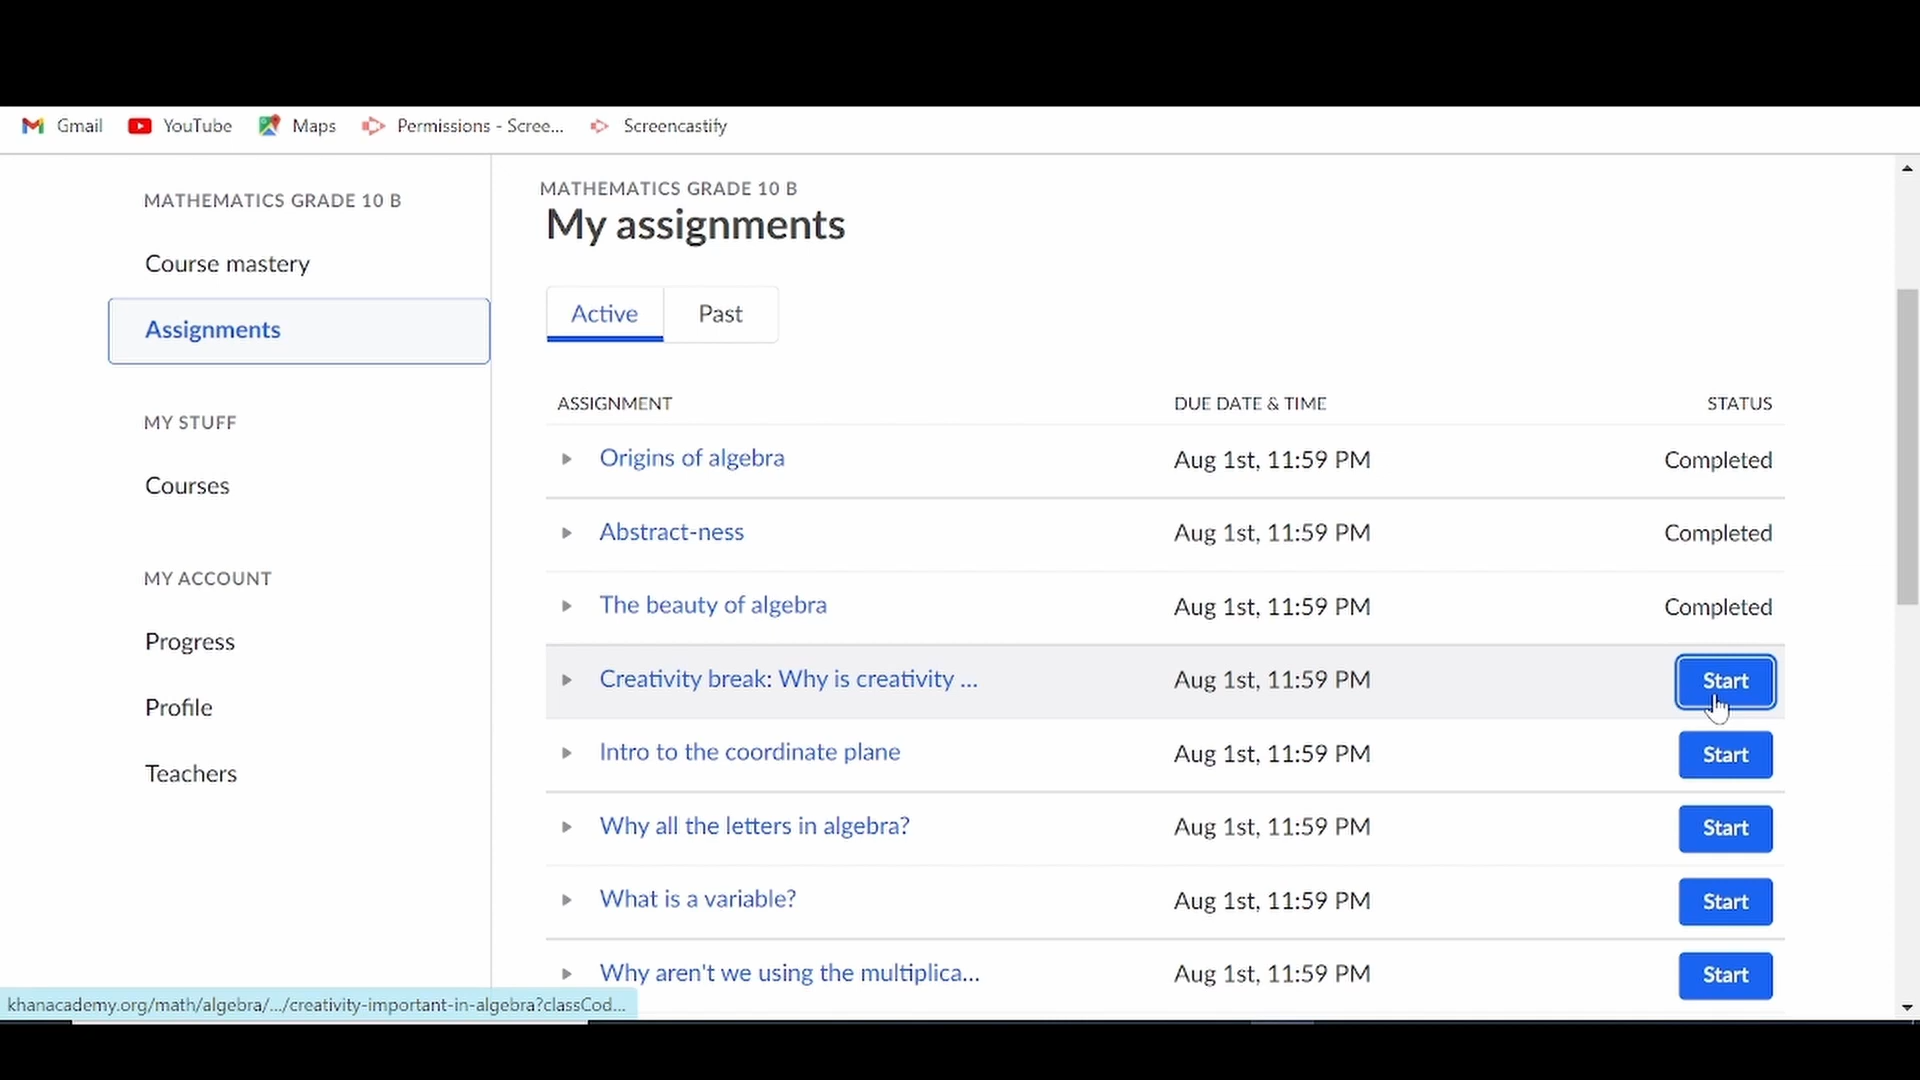 Gmail YouTube Maps Permissions - Scree... Screencastify
MATHEMATICS GRADE 10 B
Course mastery
Assignments
MY STUFF
Courses
MY ACCOUNT
Progress
Profile
Teachers
MATHEMATICS GRADE 10 B
My assignments
Active Past
ASSIGNMENT DUE DATE & TIME STATUS
Origins of algebra Aug 1st, 11:59 PM Completed
Abstract-ness Aug 1st, 11:59 PM Completed
The beauty of algebra Aug 1st, 11:59 PM Completed
Creativity break: Why is creativity ... Aug 1st, 11:59 PM Start
Intro to the coordinate plane Aug 1st, 11:59 PM Start
Why all the letters in algebra? Aug 1st, 11:59 PM Start
What is a variable? Aug 1st, 11:59 PM Start
Why aren't we using the multiplica... Aug 1st, 11:59 PM Start
khanacademy.org/math/algebra/.../creativity-important-in-algebra?classCod...